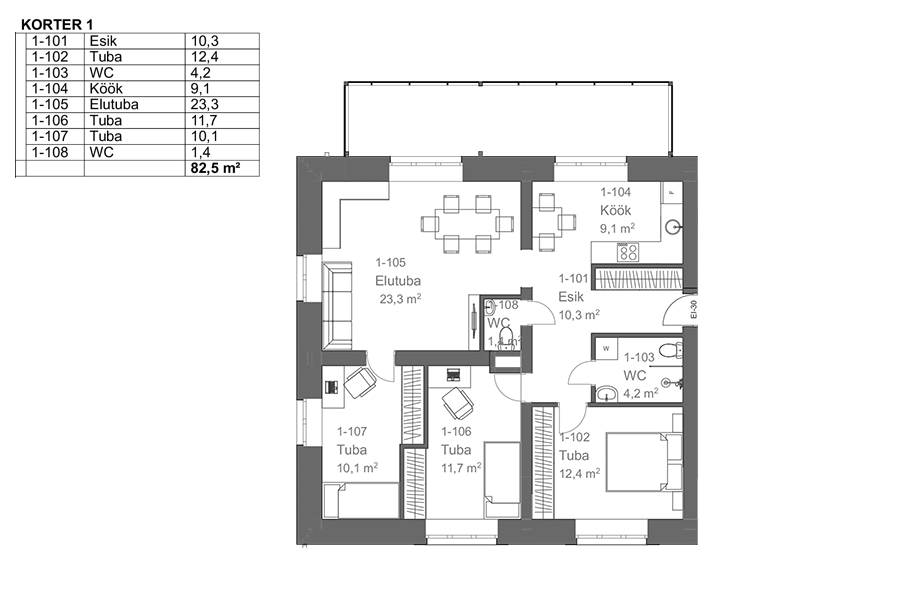 KORTER 1
1-101 Esik 10,3
1-102 Tuba 12,4
1-103 WC 4,2
1-104 Köök 9,1
1-105 Elutuba 23,3
1-106 Tuba 11,7
1-107 Tuba 10,1
1-108 WC 1,4
82,5 m²
1-104
Köök
9,1 m²
F
1-105
Elutuba
23,3 m²
1-101
Esik
10,3 m²
EI-30
1-108
WC
1,4 m²
W
1-103
WC
4,2 m²
1-107
Tuba
10,1 m²
1-106
Tuba
11,7 m²
1-102
Tuba
12,4 m²